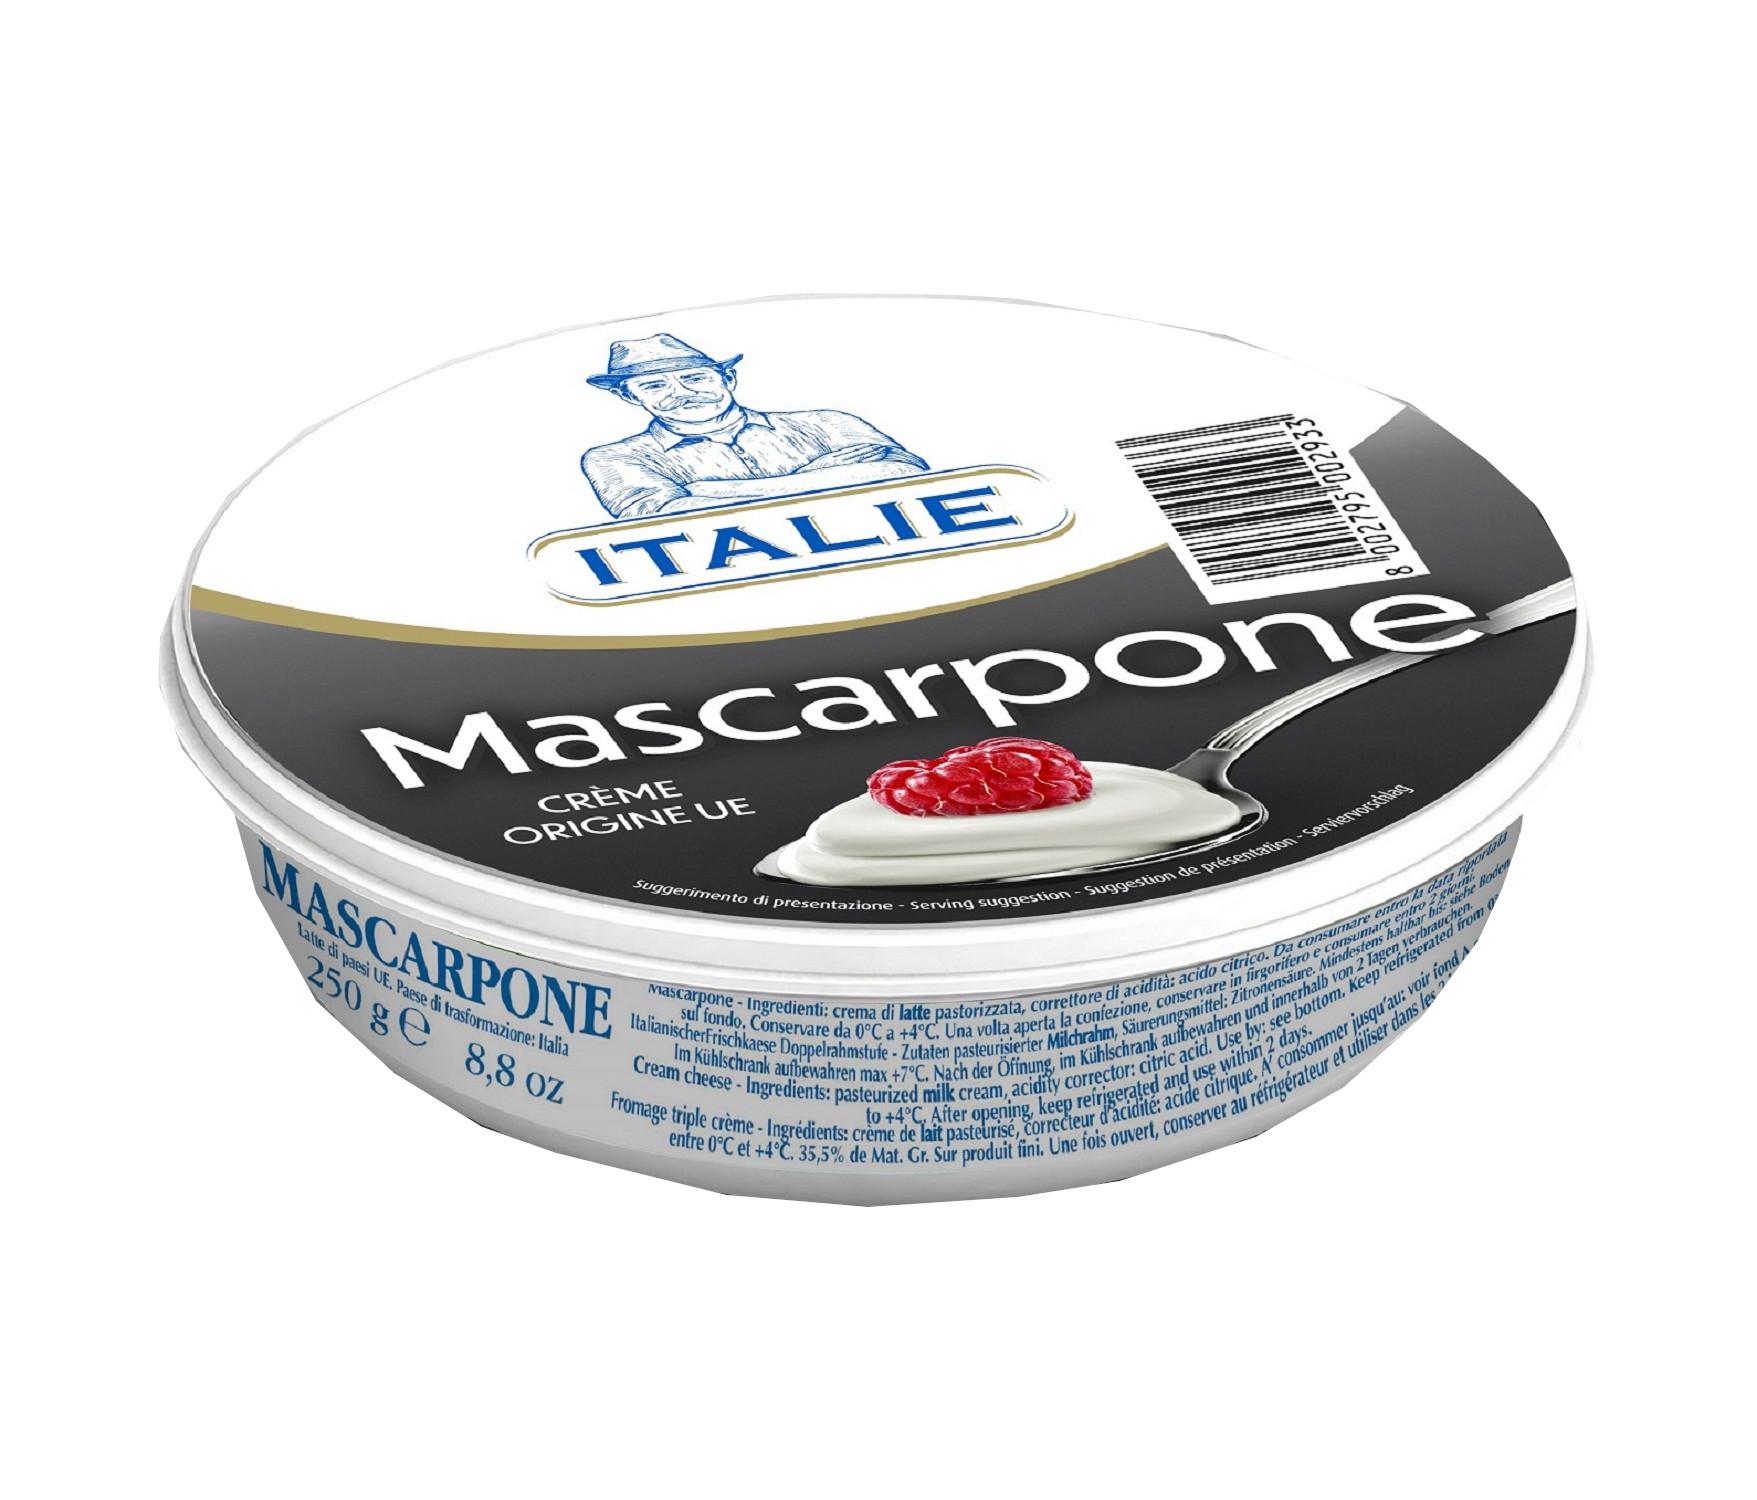 ITALIE
8 002795 002933
Mascarpone
CRÈME
ORIGINE UE
Suggerimento di presentazione - Serving suggestion - Suggestion de présentation - Serviervorschlag
MASCARPONE
Latte di paesi UE. Paese di trasformazione: Italia
250 g ℮
8,8 oz
Mascarpone - Ingredienti: crema di latte pastorizzata, correttore di acidità: acido citrico. Da consumare entro la data riportata
sul fondo. Conservare da 0°C a +4°C. Una volta aperta la confezione, conservare in firgorifero e consumare entro 2 giorni.
ItalianischerFrischkaese Doppelrahmstufe - Zutaten pasteurisierter Milchrahm, Säurerungsmittel: Zitronensäure. Mindestens haltbar bis: siehe Boden
Im Kühlschrank aufbewahren max +7°C. Nach der Öffnung, im Kühlschrank aufbewahren und innerhalb von 2 Tagen verbrauchen.
Cream cheese - Ingredients: pasteurized milk cream, acidity corrector: citric acid. Use by: see bottom. Keep refrigerated from
to +4°C. After opening, keep refrigerated and use within 2 days.
Fromage triple crème - Ingrédients: crème de lait pasteurisé, correcteur d'acidité: acide citrique. A' consommer jusqu'au: voir fond
entre 0°C et +4°C. 35,5% de Mat. Gr. Sur produit fini. Une fois ouvert, conserver au réfrigérateur et utiliser dans les